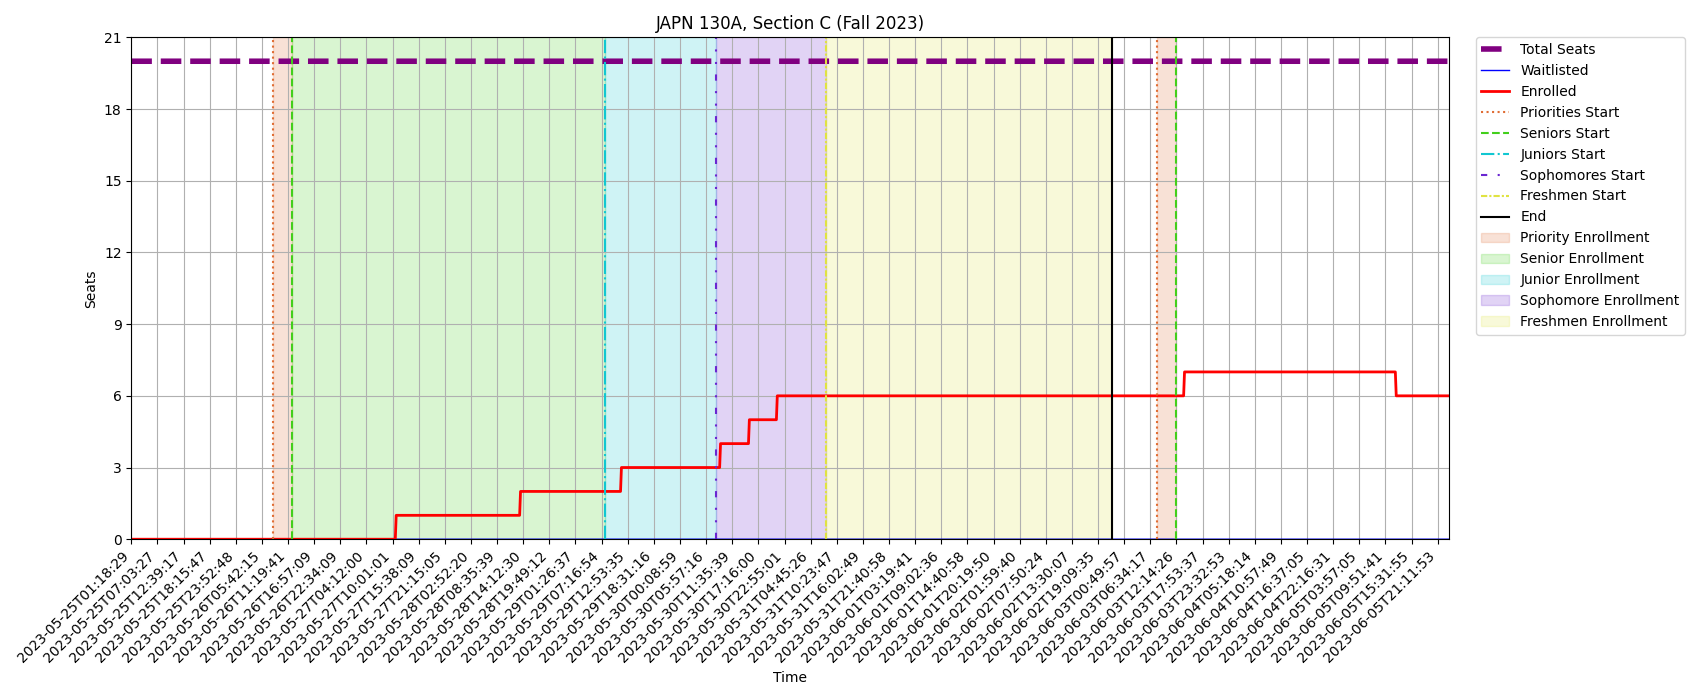 JAPN 130A, Section C (Fall 2023)
21
18
15
12
9
6
3
0
Seats
2023-05-25T01:18:29
2023-05-25T07:03:27
2023-05-25T12:39:17
2023-05-25T18:15:47
2023-05-25T23:52:48
2023-05-26T05:42:15
2023-05-26T11:19:41
2023-05-26T16:57:09
2023-05-26T22:34:09
2023-05-27T04:12:00
2023-05-27T10:01:01
2023-05-27T15:38:09
2023-05-27T21:15:05
2023-05-28T02:52:20
2023-05-28T08:35:39
2023-05-28T14:12:30
2023-05-28T19:49:12
2023-05-29T01:26:37
2023-05-29T07:16:54
2023-05-29T12:53:35
2023-05-29T18:31:16
2023-05-30T00:08:59
2023-05-30T05:57:16
2023-05-30T11:35:39
2023-05-30T17:16:00
2023-05-30T22:55:01
2023-05-31T04:45:26
2023-05-31T10:23:47
2023-05-31T16:02:49
2023-05-31T21:40:58
2023-06-01T03:19:41
2023-06-01T09:02:36
2023-06-01T14:40:58
2023-06-01T20:19:50
2023-06-02T01:59:40
2023-06-02T07:50:24
2023-06-02T13:30:07
2023-06-02T19:09:35
2023-06-03T00:49:57
2023-06-03T06:34:17
2023-06-03T12:14:26
2023-06-03T17:53:37
2023-06-03T23:32:53
2023-06-04T05:18:14
2023-06-04T10:57:49
2023-06-04T16:37:05
2023-06-04T22:16:31
2023-06-05T03:57:05
2023-06-05T09:51:41
2023-06-05T15:31:55
2023-06-05T21:11:53
Time
Total Seats
Waitlisted
Enrolled
Priorities Start
Seniors Start
Juniors Start
Sophomores Start
Freshmen Start
End
Priority Enrollment
Senior Enrollment
Junior Enrollment
Sophomore Enrollment
Freshmen Enrollment